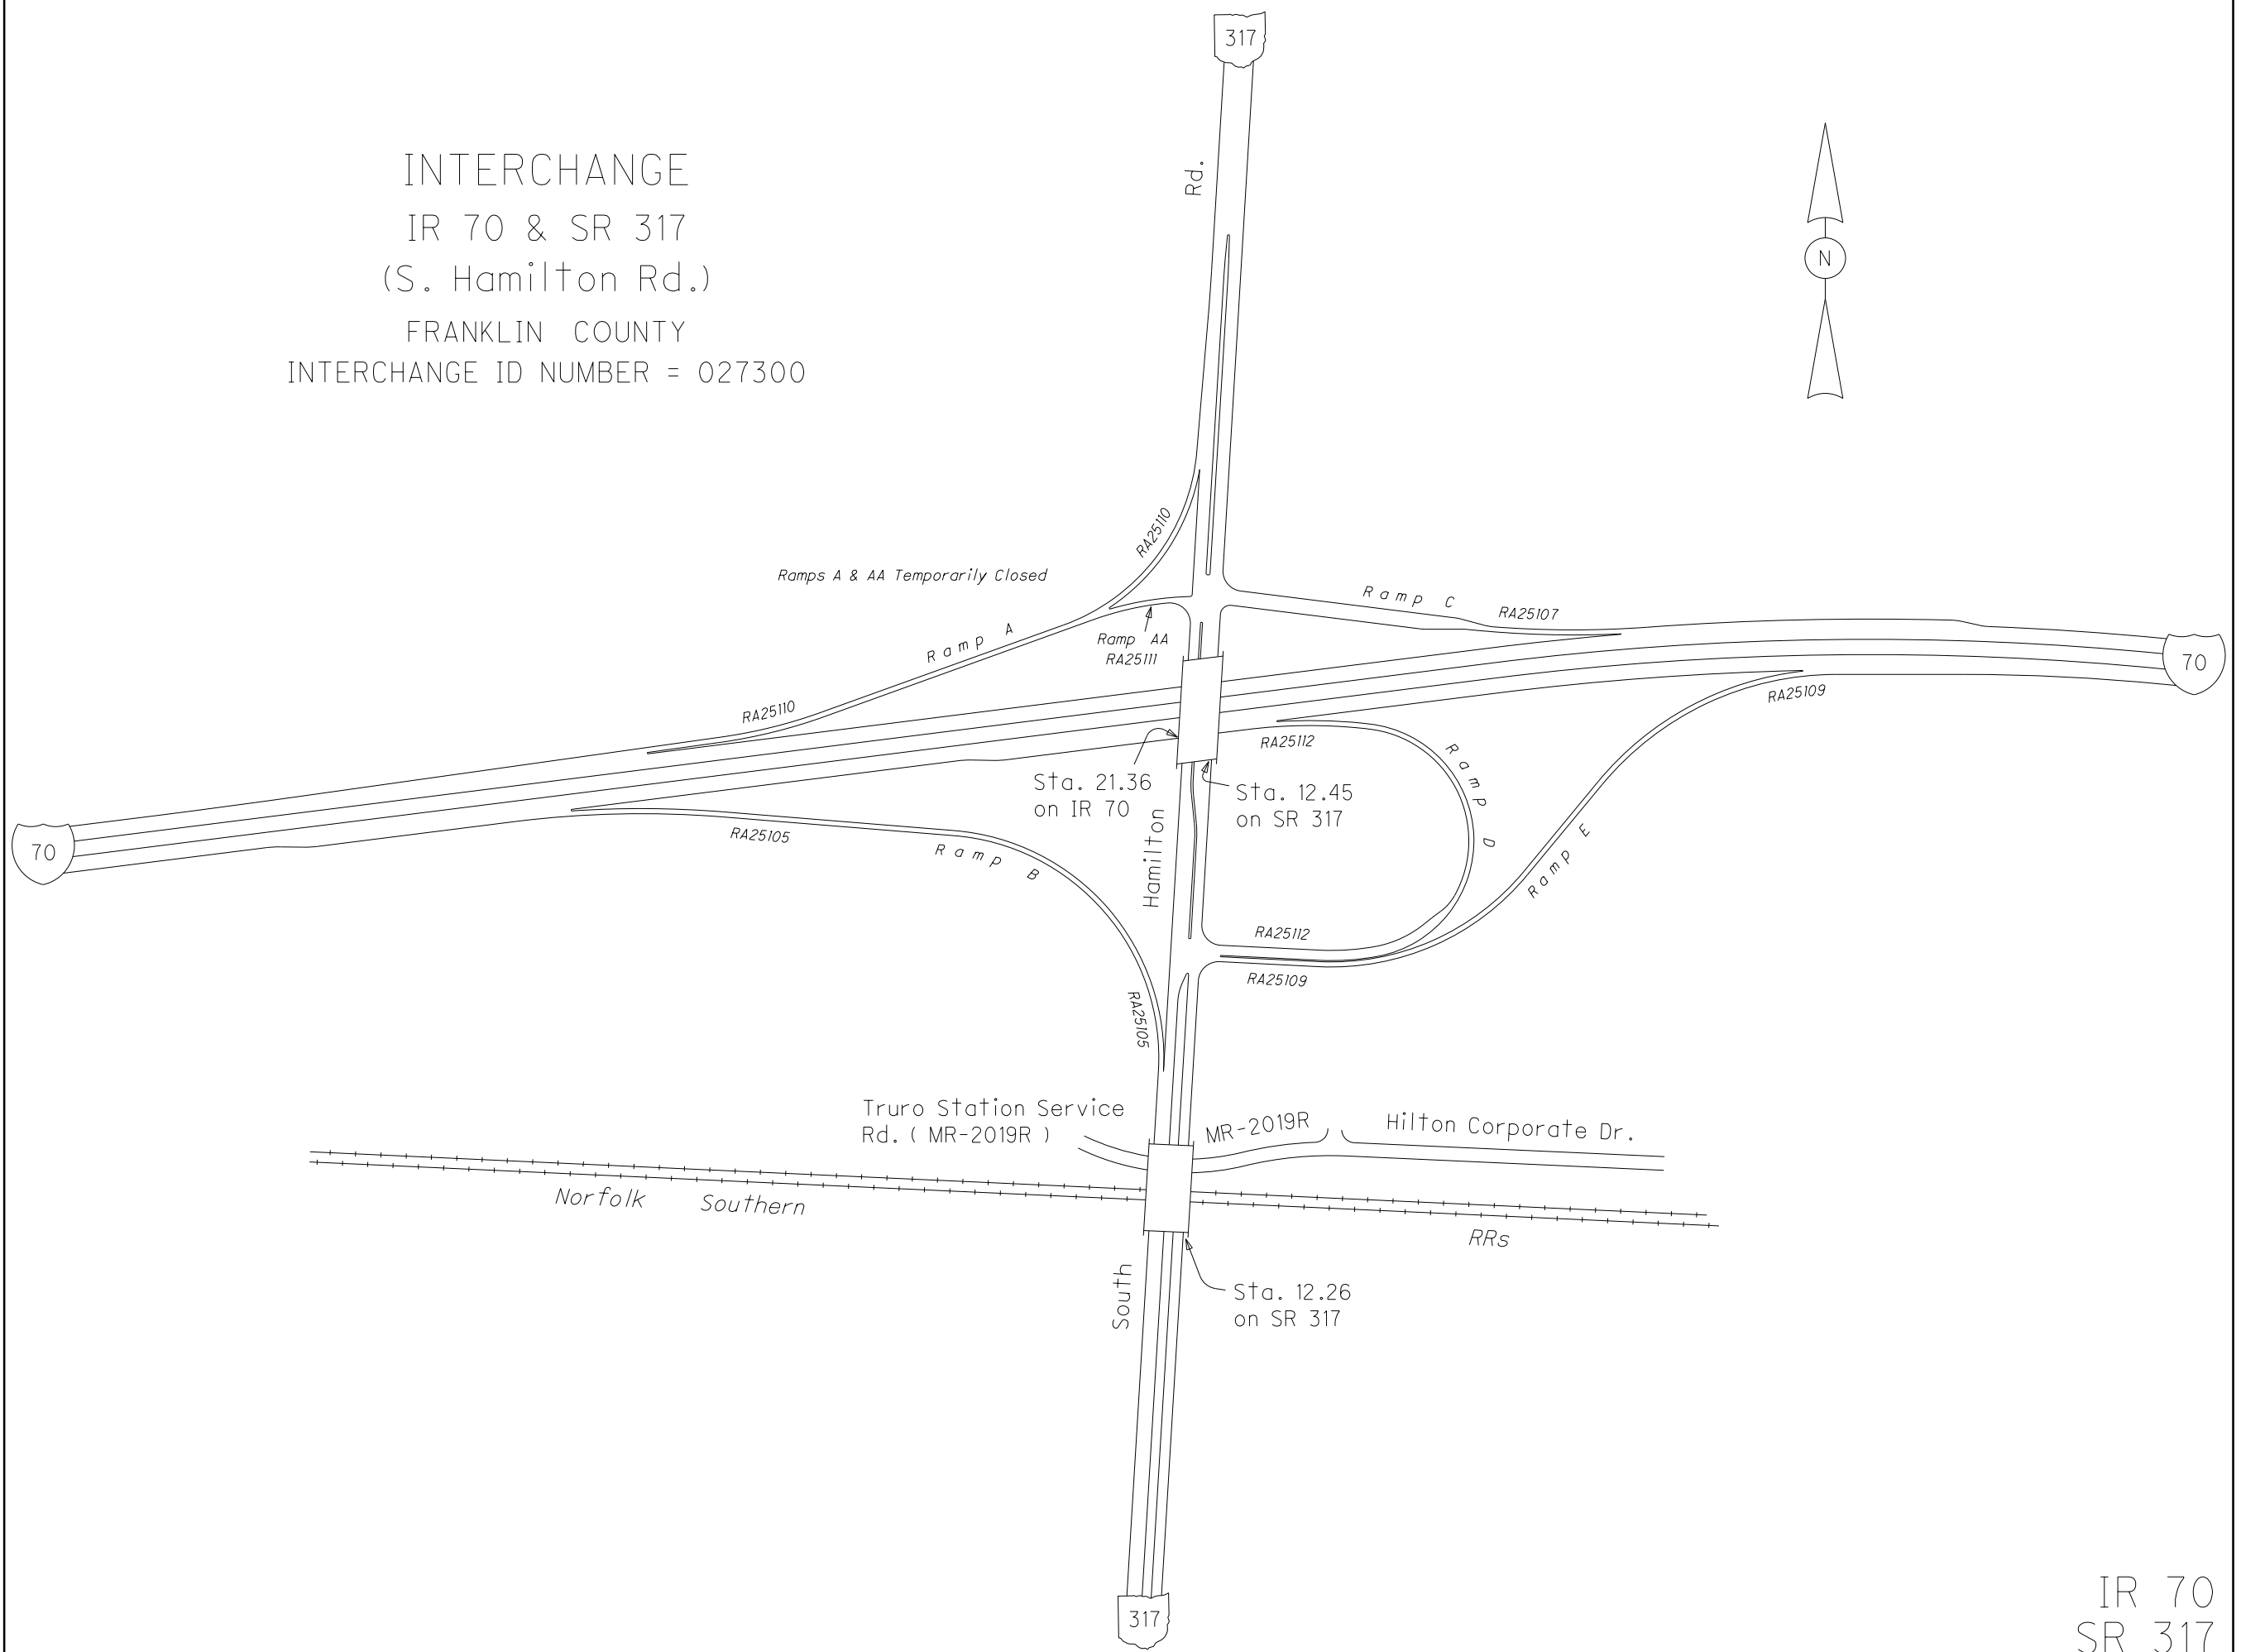 317
INTERCHANGE
IR 70 & SR 317
(S. Hamilton Rd.)
FRANKLIN COUNTY
INTERCHANGE ID NUMBER = 027300
Rd.
N
RA25110
Ramps A & AA Temporarily Closed
Ramp A
Ramp AA
RA25111
Ramp C
RA25107
70
RA25109
RA25110
RA25112
Ramp D
Sta. 21.36
on IR 70
Sta. 12.45
on SR 317
Hamilton
70
RA25105
Ramp B
Ramp E
RA25112
RA25109
RA25105
Truro Station Service
Rd. ( MR-2019R )
MR-2019R
Hilton Corporate Dr.
Norfolk Southern
RRs
South
Sta. 12.26
on SR 317
317
IR 70
SR 317